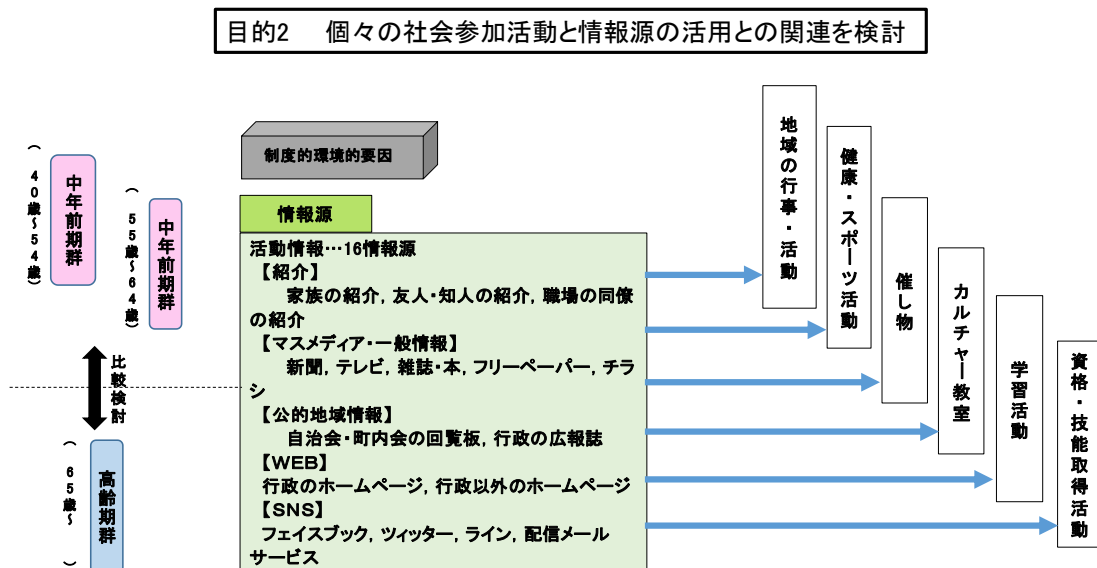 目的2　個々の社会参加活動と情報源の活用との関連を検討
制度的環境的要因
中年前期群
（40歳～54歳）
中年前期群
（55歳～64歳）
比較検討
高齢期群
（65歳～　）
情報源
活動情報…16情報源
【紹介】
家族の紹介，友人・知人の紹介，職場の同僚
の紹介
【マスメディア・一般情報】
新聞，テレビ，雑誌・本，フリーペーパー，チラ
シ
【公的地域情報】
自治会・町内会の回覧板，行政の広報誌
【ＷＥＢ】
行政のホームページ，行政以外のホームページ
【ＳＮＳ】
フェイスブック，ツィッター，ライン，配信メール
サービス
地域の行事・活動
健康・スポーツ活動
催し物
カルチャー教室
学習活動
資格・技能取得活動